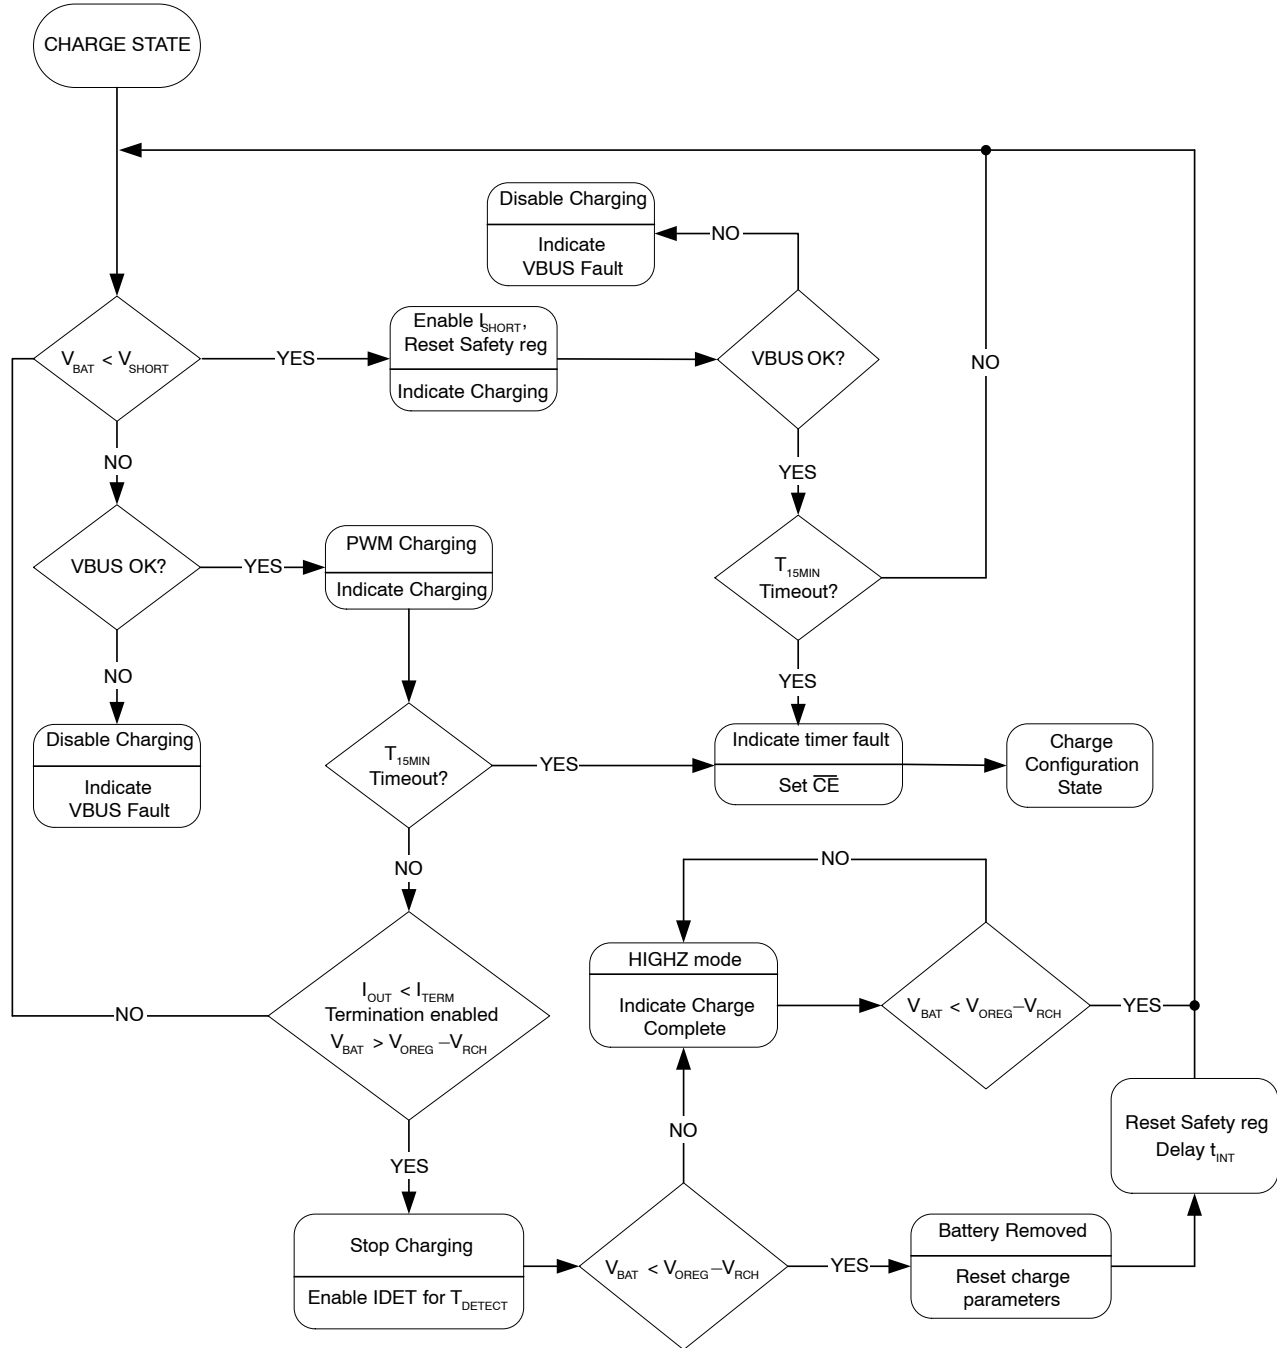 CHARGE STATE
Disable Charging
Indicate
VBUS Fault
NO
V_BAT < V_SHORT
YES
Enable I_SHORT,
Reset Safety reg
Indicate Charging
VBUS OK?
NO
NO
YES
VBUS OK?
YES
PWM Charging
Indicate Charging
T_15MIN
Timeout?
NO
YES
Disable Charging
Indicate
VBUS Fault
T_15MIN
Timeout?
YES
Indicate timer fault
Set C̅E̅
Charge
Configuration
State
NO
NO
I_OUT < I_TERM
Termination enabled
V_BAT > V_OREG –V_RCH
NO
HIGHZ mode
Indicate Charge
Complete
V_BAT < V_OREG–V_RCH
YES
NO
Reset Safety reg
Delay t_INT
YES
Stop Charging
Enable IDET for T_DETECT
V_BAT < V_OREG–V_RCH
YES
Battery Removed
Reset charge
parameters